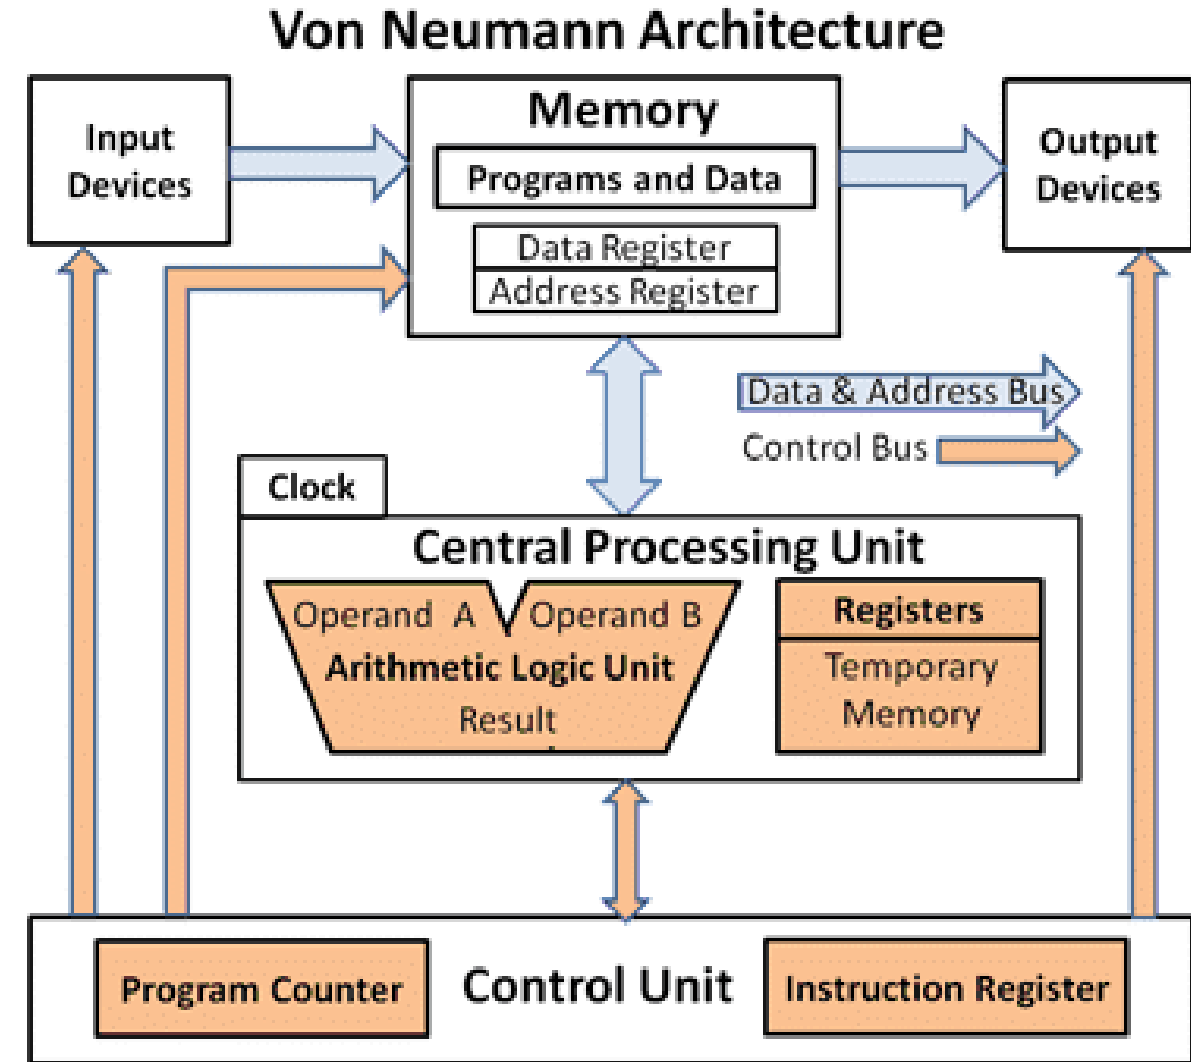 Von Neumann Architecture
Input
Devices
Memory
Programs and Data
Data Register
Address Register
Output
Devices
Data & Address Bus
Control Bus
Clock
Central Processing Unit
Operand A
Operand B
Arithmetic Logic Unit
Result
Registers
Temporary
Memory
Program Counter
Control Unit
Instruction Register